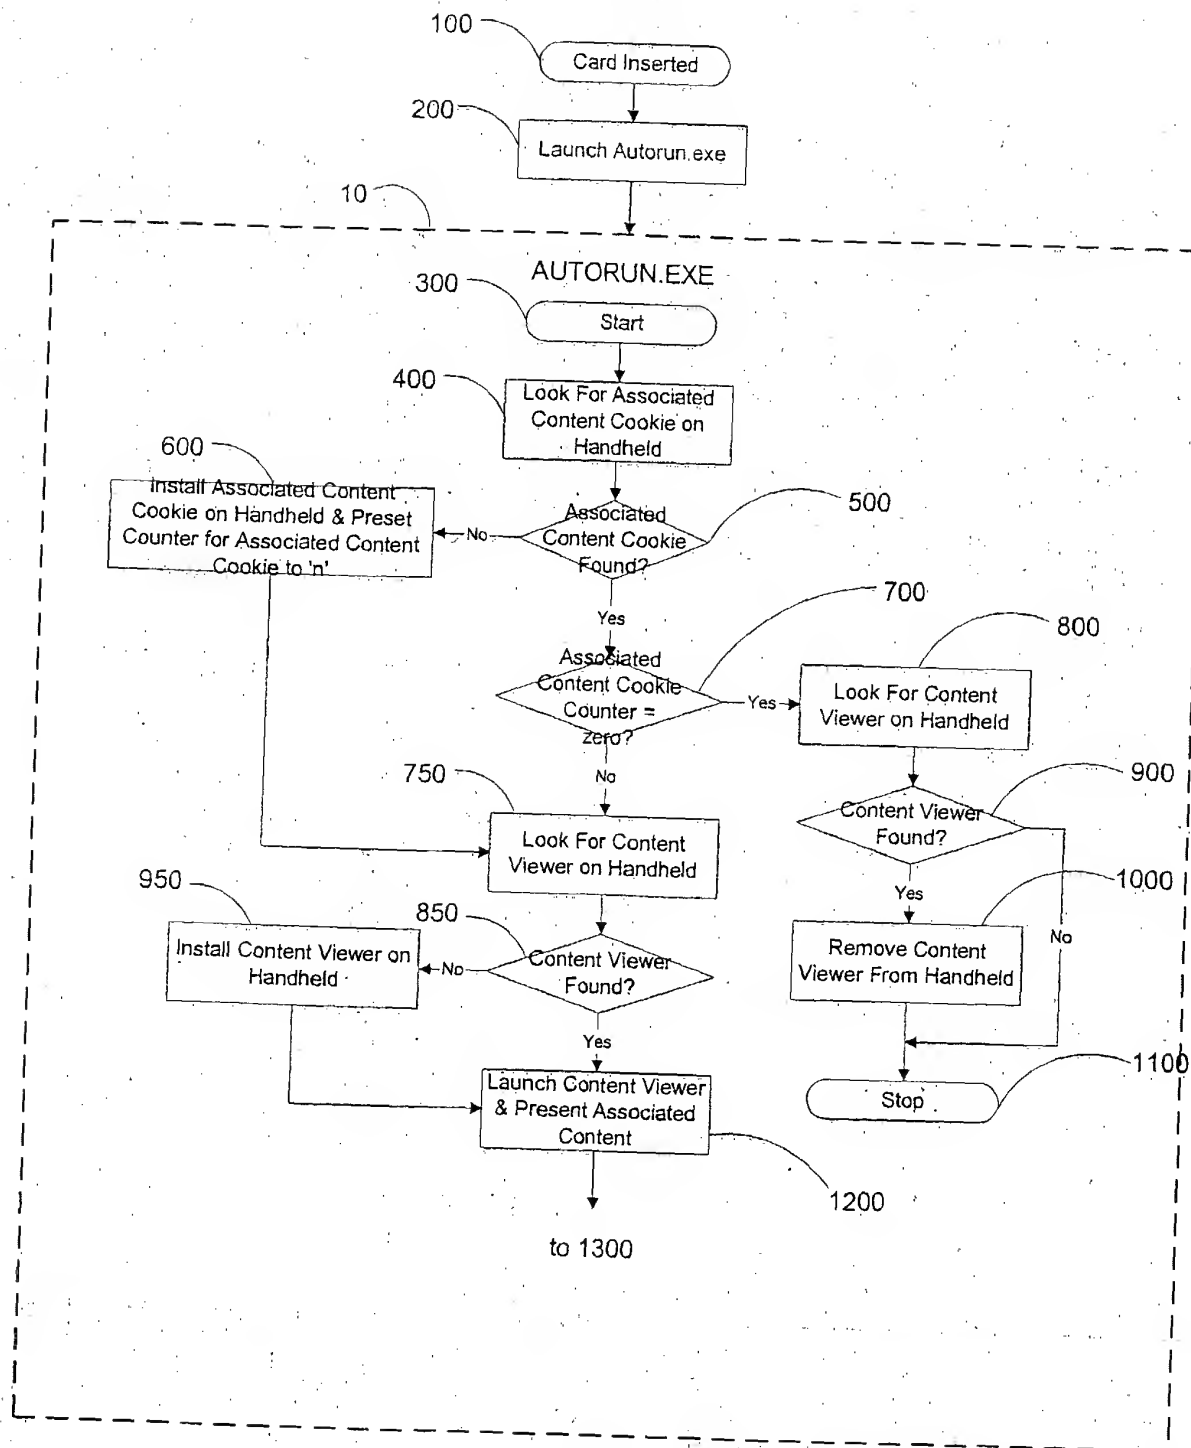 100
Card Inserted
200
Launch Autorun.exe
10
AUTORUN.EXE
300
Start
400
Look For Associated
Content Cookie on
Handheld
600
Install Associated Content
Cookie on Handheld & Preset
Counter for Associated Content
Cookie to 'n'
No
Associated
Content Cookie
Found?
500
Yes
700
Associated
Content Cookie
Counter =
zero?
Yes
800
Look For Content
Viewer on Handheld
No
750
Look For Content
Viewer on Handheld
900
Content Viewer
Found?
Yes
No
1000
Remove Content
Viewer From Handheld
950
Install Content Viewer on
Handheld
No
850
Content Viewer
Found?
Yes
Launch Content Viewer
& Present Associated
Content
1200
Stop
1100
to 1300